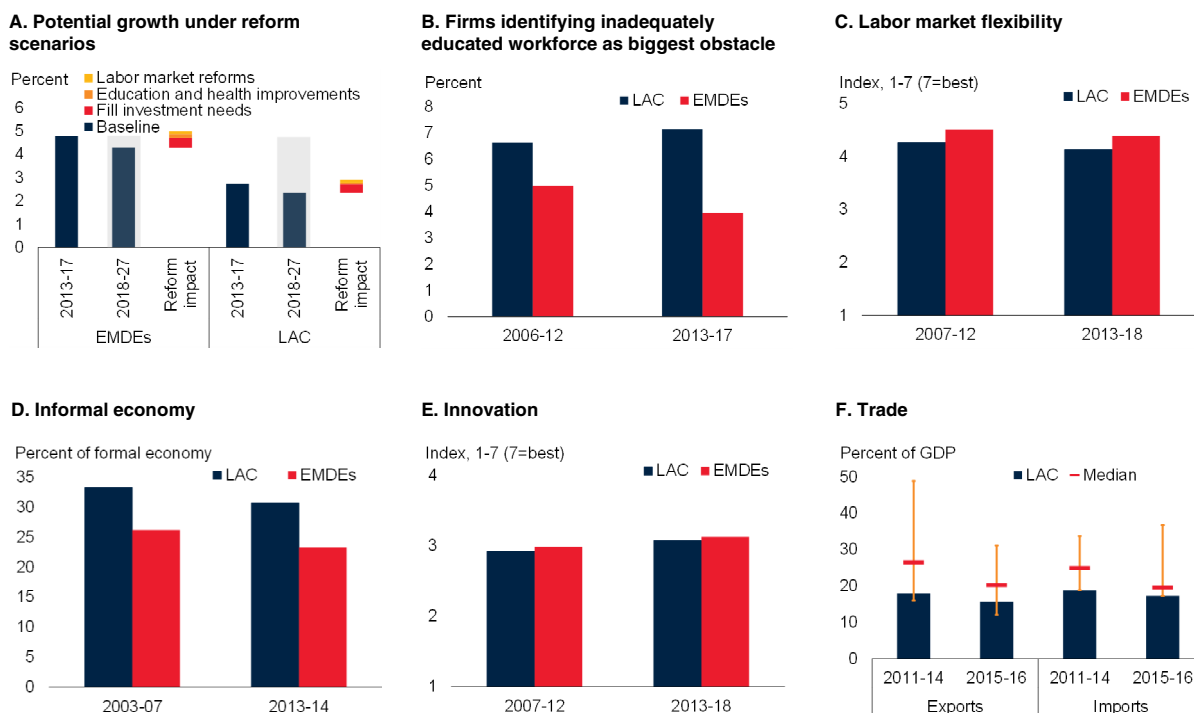 A. Potential growth under reform
scenarios
Percent
Labor market reforms
Education and health improvements
Fill investment needs
Baseline
6
5
4
3
2
1
0
2013-17
2018-27
Reform
impact
2013-17
2018-27
Reform
impact
EMDEs
LAC
B. Firms identifying inadequately
educated workforce as biggest obstacle
Percent
LAC
EMDEs
8
7
6
5
4
3
2
1
0
2006-12
2013-17
C. Labor market flexibility
Index, 1-7 (7=best)
LAC
EMDEs
5
4
3
2
1
2007-12
2013-18
D. Informal economy
Percent of formal economy
LAC
EMDEs
35
30
25
20
15
10
5
0
2003-07
2013-14
E. Innovation
Index, 1-7 (7=best)
LAC
EMDEs
4
3
2
1
2007-12
2013-18
F. Trade
Percent of GDP
LAC
Median
50
40
30
20
10
0
2011-14
2015-16
2011-14
2015-16
Exports
Imports